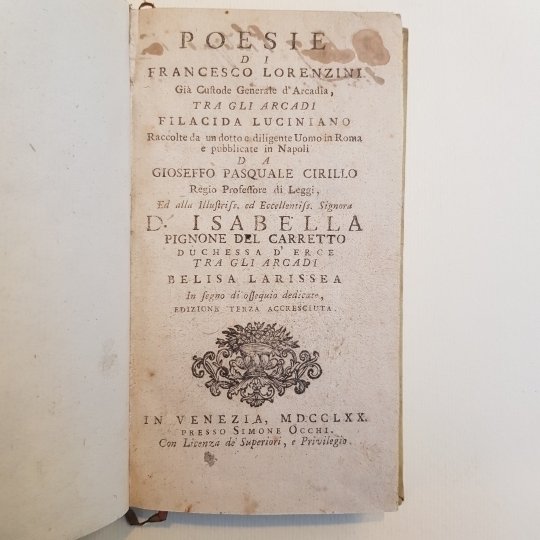 POESIE
DI
FRANCESCO LORENZINI
Già Cuſtode Generale d'Arcadia,
TRA GLI ARCADI
FILACIDA LUCINIANO
Raccolte da un dotto e diligente Uomo in Roma
e pubblicate in Napoli
DA
GIOSEFFO PASQUALE CIRILLO
Regio Profeſſore di Leggi,
Ed alla Illuſtriſs. ed Eccellentiſs. Signora
D. ISABELLA
PIGNONE DEL CARRETTO
DUCHESSA D'ERCE
TRA GLI ARCADI
BELISA LARISSEA
In ſegno di oſſequio dedicate,
EDIZIONE TERZA ACCRESCIUTA.
IN VENEZIA, MDCCLXX.
PRESSO SIMONE OCCHI.
Con Licenza de' Superiori, e Privilegio.